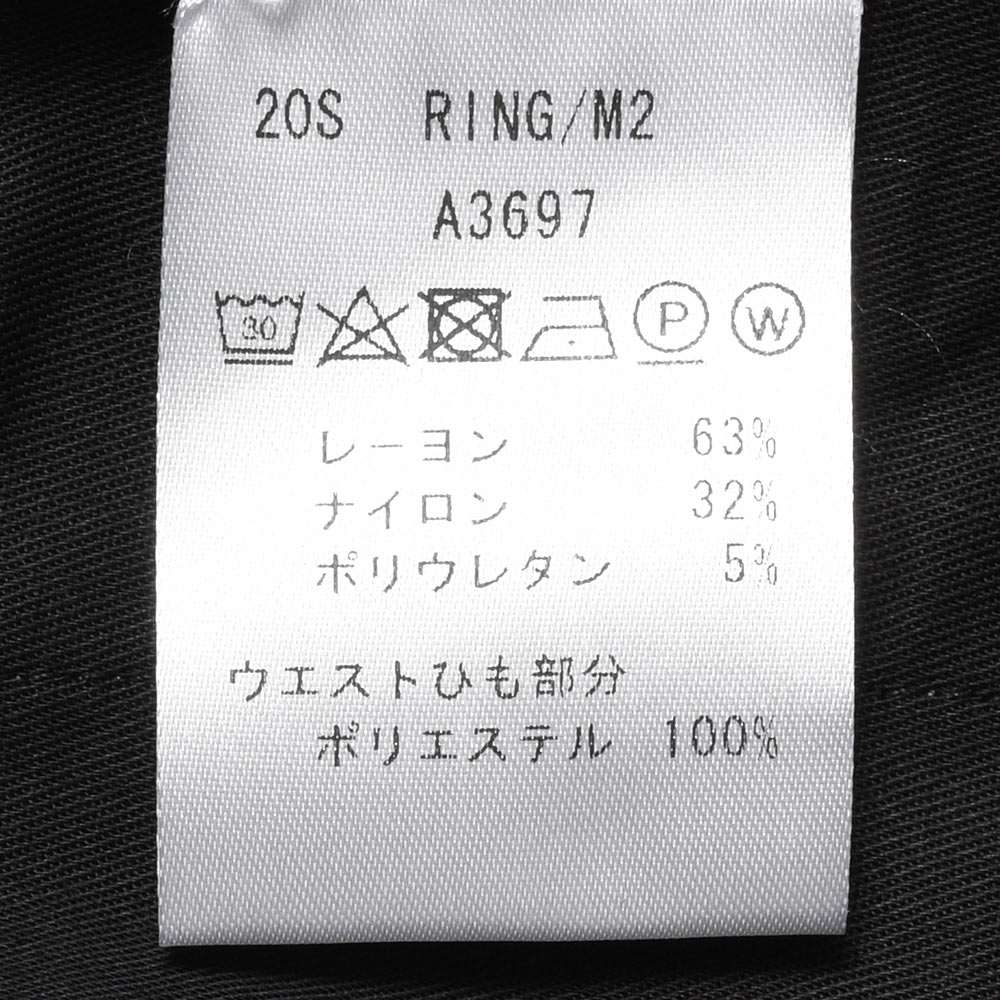 20S RING/M2
A3697
30 P W
レーヨン 63%
ナイロン 32%
ポリウレタン 5%
ウエストひも部分
ポリエステル 100%